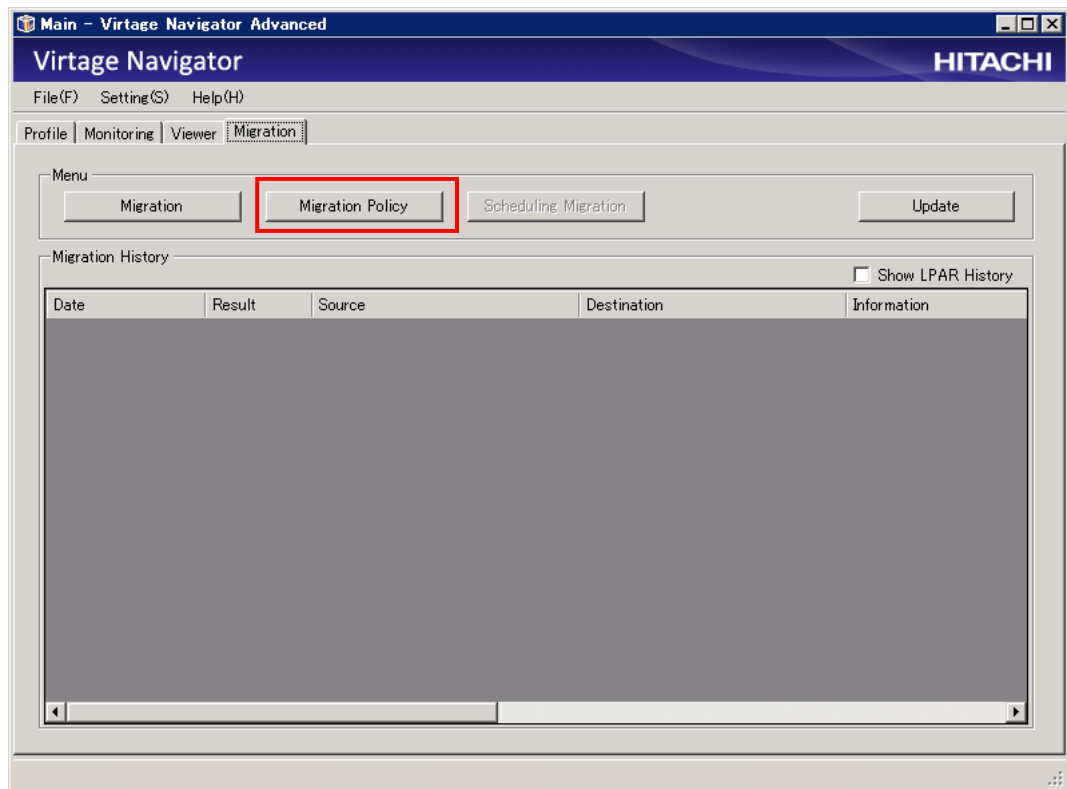 Main - Virtage Navigator Advanced
Virtage Navigator
HITACHI
File(F) Setting(S) Help(H)
Profile Monitoring Viewer Migration
Menu
Migration Migration Policy Scheduling Migration Update
Migration History
Show LPAR History
Date Result Source Destination Information